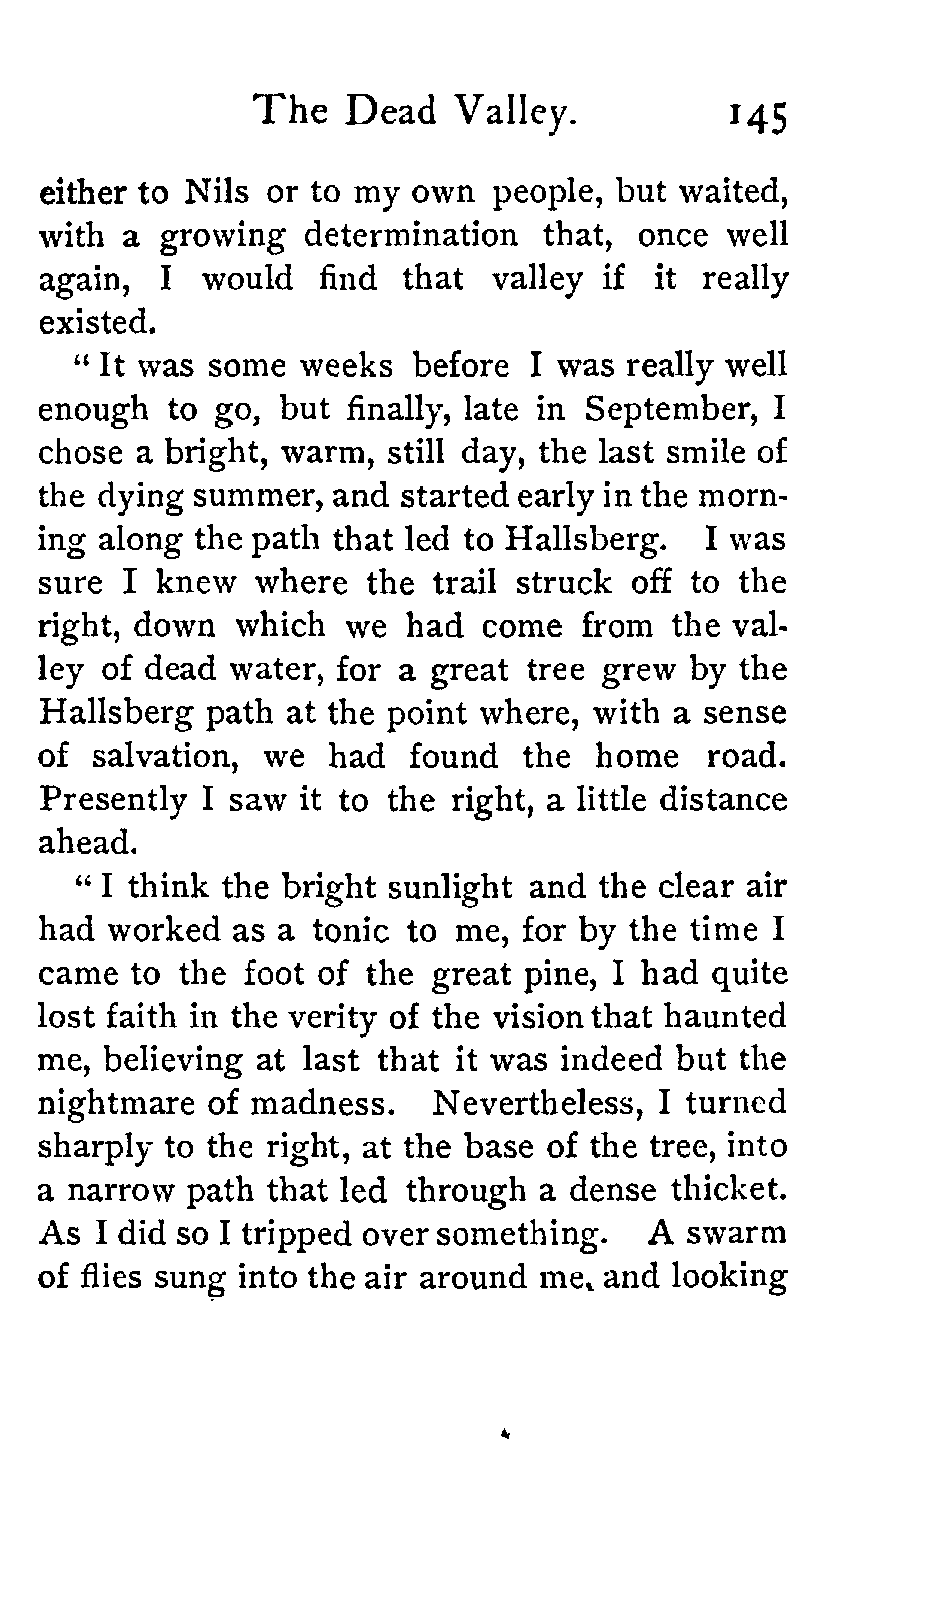 The Dead Valley. 145
either to Nils or to my own people, but waited,
with a growing determination that, once well
again, I would find that valley if it really
existed.
“ It was some weeks before I was really well
enough to go, but finally, late in September, I
chose a bright, warm, still day, the last smile of
the dying summer, and started early in the morn-
ing along the path that led to Hallsberg. I was
sure I knew where the trail struck off to the
right, down which we had come from the val-
ley of dead water, for a great tree grew by the
Hallsberg path at the point where, with a sense
of salvation, we had found the home road.
Presently I saw it to the right, a little distance
ahead.
“ I think the bright sunlight and the clear air
had worked as a tonic to me, for by the time I
came to the foot of the great pine, I had quite
lost faith in the verity of the vision that haunted
me, believing at last that it was indeed but the
nightmare of madness. Nevertheless, I turned
sharply to the right, at the base of the tree, into
a narrow path that led through a dense thicket.
As I did so I tripped over something. A swarm
of flies sung into the air around me, and looking